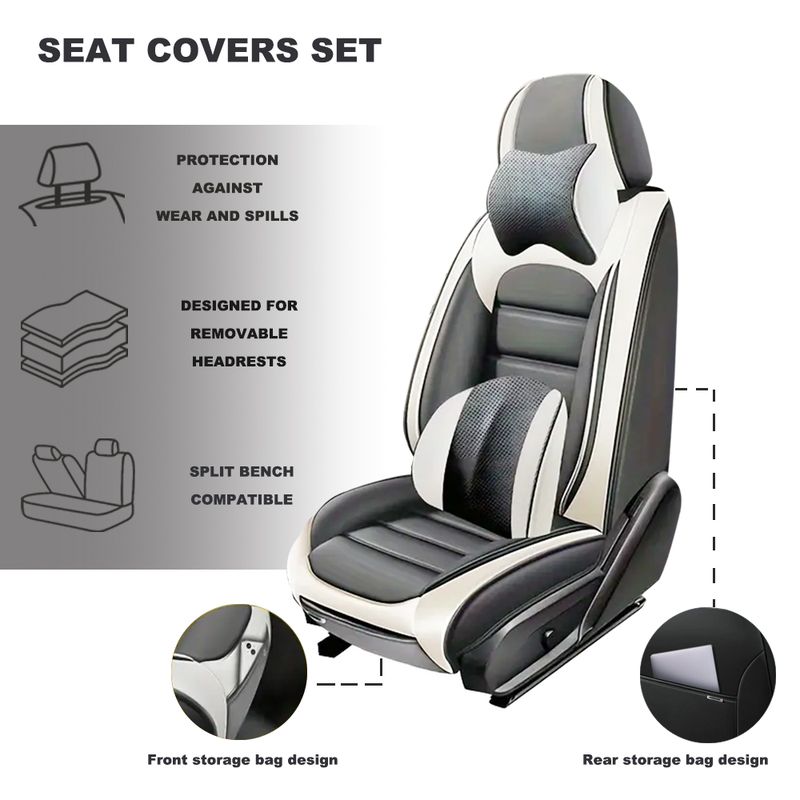 SEAT COVERS SET
PROTECTION
AGAINST
WEAR AND SPILLS
DESIGNED FOR
REMOVABLE
HEADRESTS
SPLIT BENCH
COMPATIBLE
Front storage bag design
Rear storage bag design